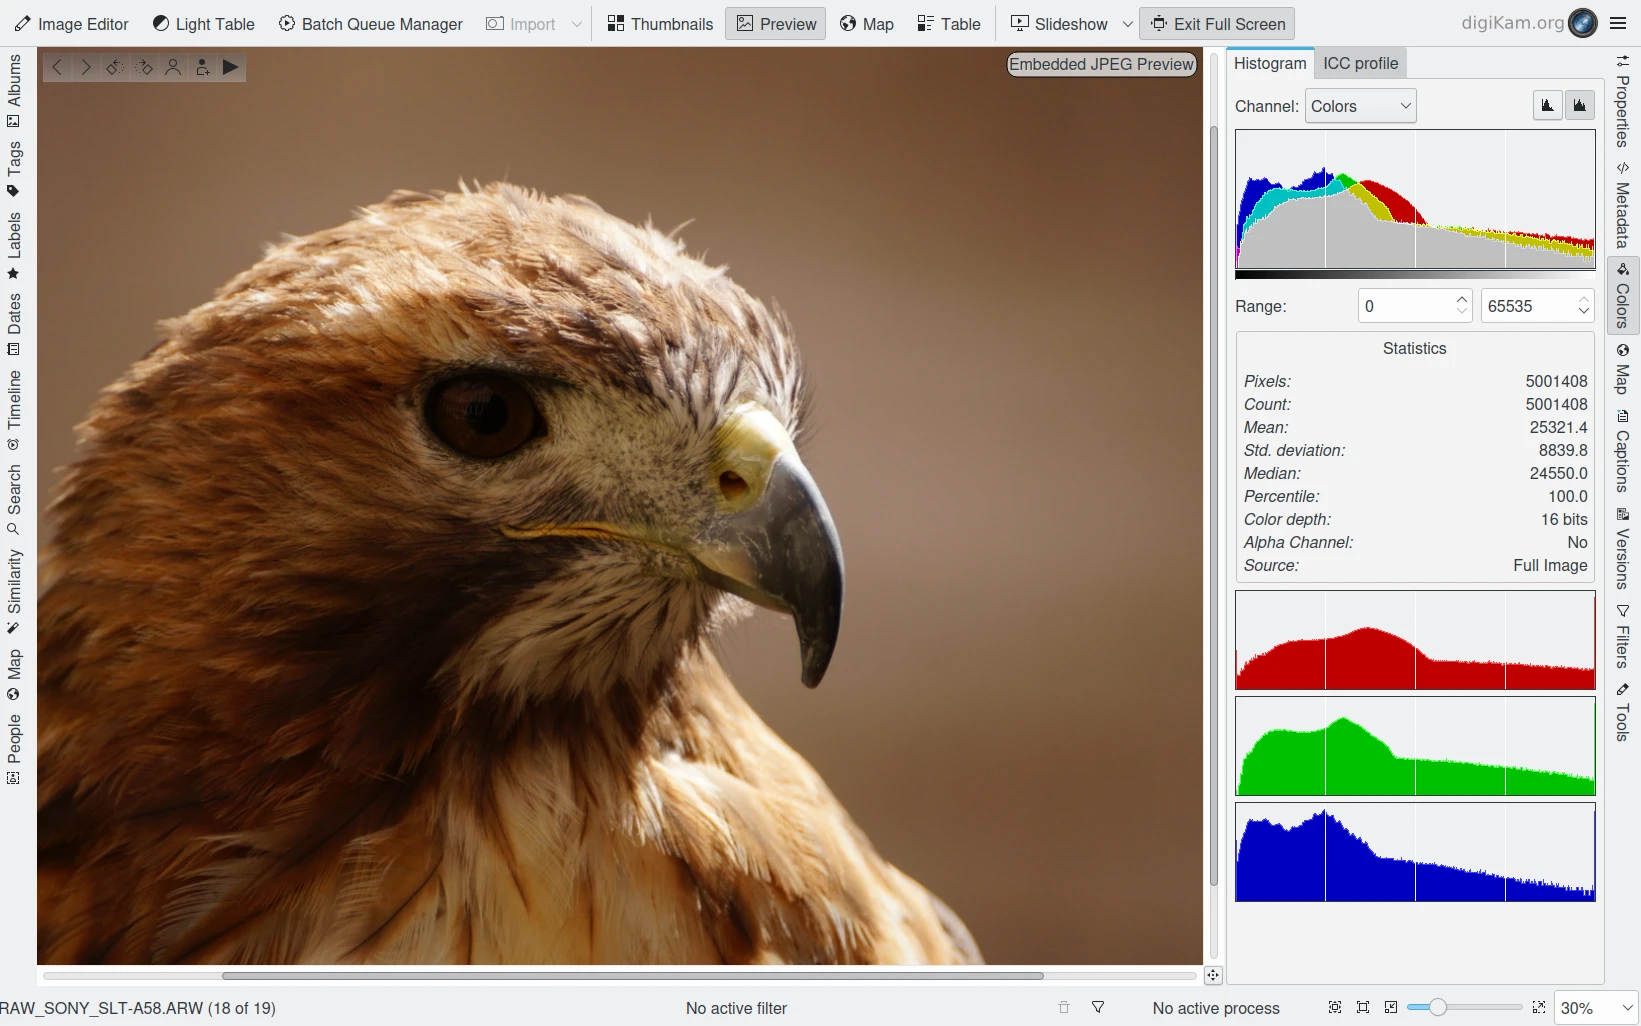 Image Editor Light Table Batch Queue Manager Import Thumbnails Preview Map Table Slideshow Exit Full Screen digiKam.org
Albums
Tags
Labels
Dates
Timeline
Search
Similarity
Map
People
Embedded JPEG Preview
Histogram ICC profile
Channel: Colors
Range: 0 65535
Statistics
Pixels: 5001408
Count: 5001408
Mean: 25321.4
Std. deviation: 8839.8
Median: 24550.0
Percentile: 100.0
Color depth: 16 bits
Alpha Channel: No
Source: Full Image
Properties
Metadata
Colors
Map
Captions
Versions
Filters
Tools
RAW_SONY_SLT-A58.ARW (18 of 19) No active filter No active process 30%